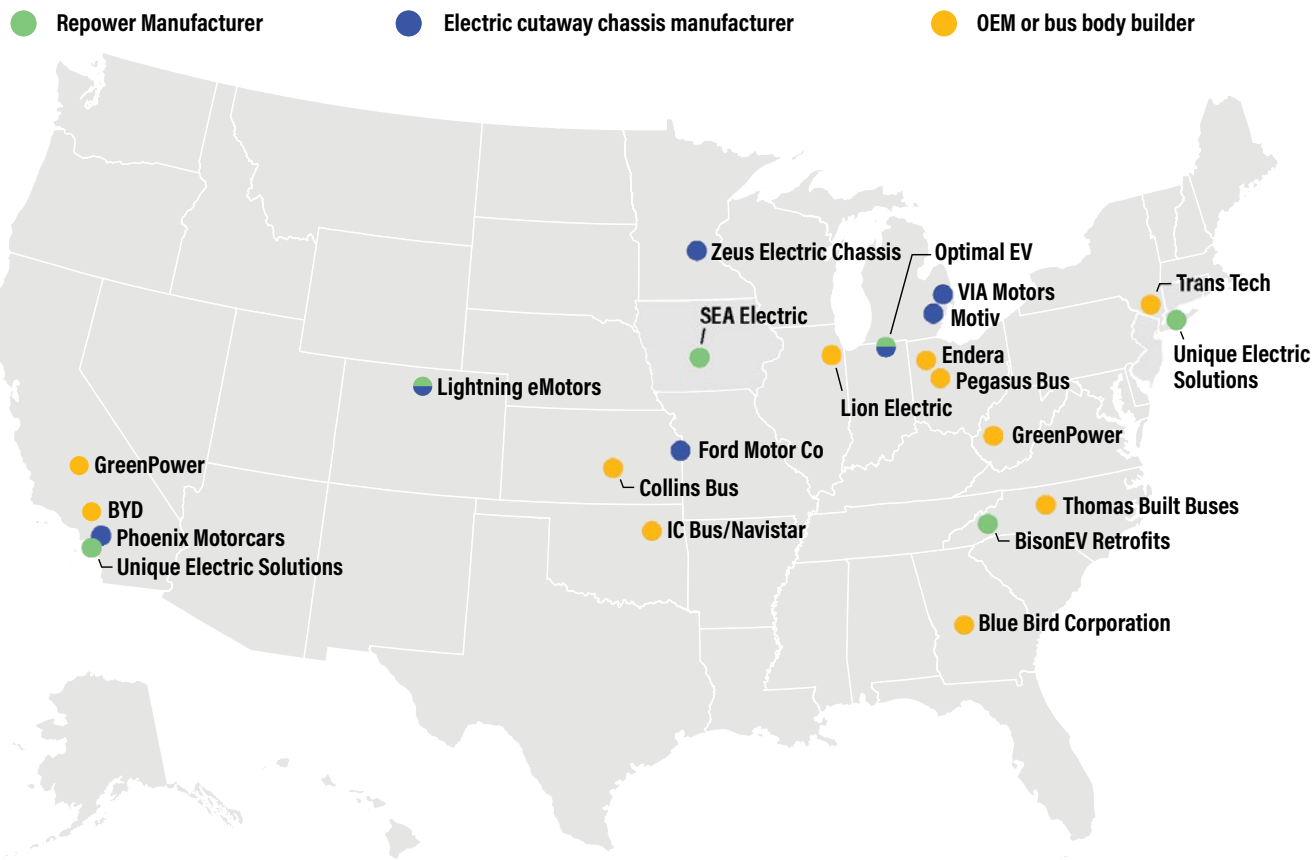 Repower Manufacturer
Electric cutaway chassis manufacturer
OEM or bus body builder
Zeus Electric Chassis
Optimal EV
VIA Motors
Motiv
Trans Tech
SEA Electric
Unique Electric
Solutions
Endera
Pegasus Bus
Lightning eMotors
Lion Electric
GreenPower
Ford Motor Co
GreenPower
Collins Bus
BYD
Thomas Built Buses
IC Bus/Navistar
Phoenix Motorcars
BisonEV Retrofits
Unique Electric Solutions
Blue Bird Corporation